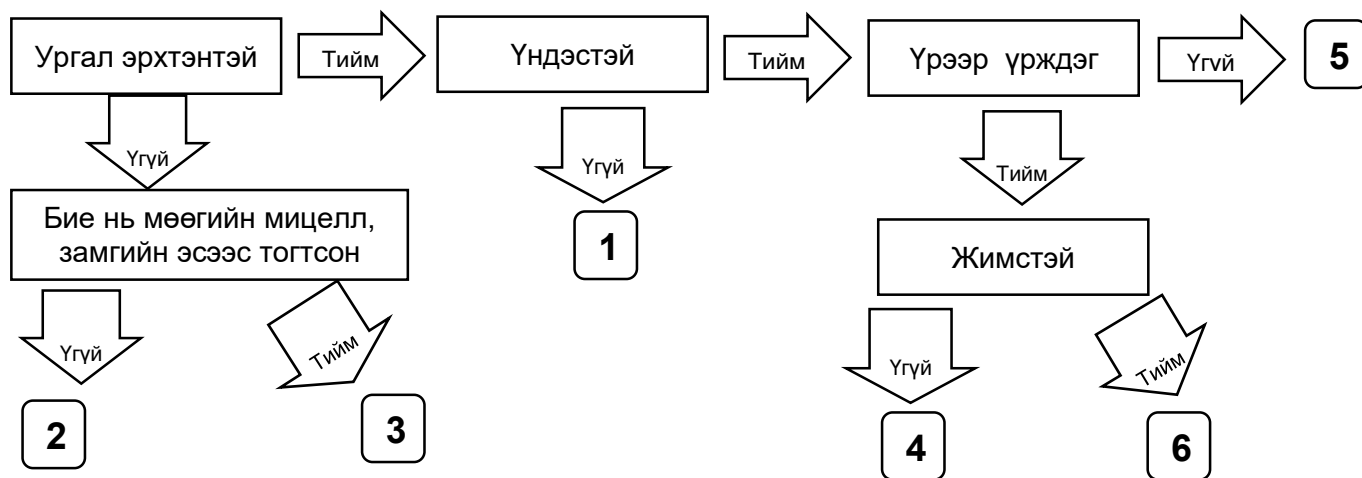 Ургал эрхтэнтэй
Тийм
Үндэстэй
Тийм
Үрээр үрждэг
Үгvй
5
Үгүй
Үгүй
Тийм
Бие нь мөөгийн мицелл,
замгийн эсээс тогтсон
1
Жимстэй
Үгүй
Тийм
Үгүй
Тийм
2
3
4
6